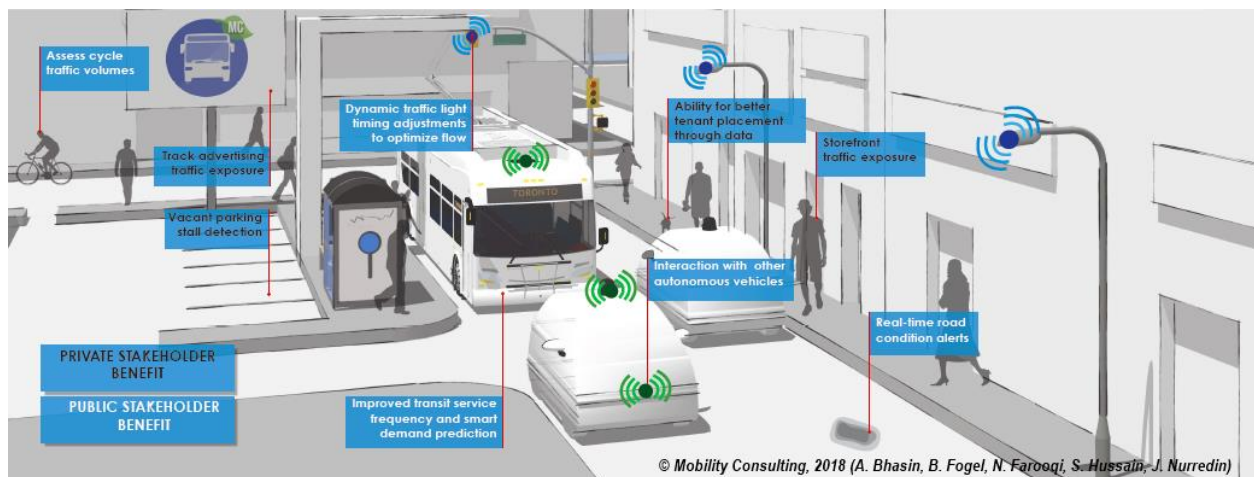 MC
Assess cycle
traffic volumes
Dynamic traffic light
timing adjustments
to optimize flow
Ability for better
tenant placement
through data
Storefront
traffic exposure
Track advertising
traffic exposure
TORONTO
Vacant parking
stall detection
Interaction with other
autonomous vehicles
Real-time road
condition alerts
PRIVATE STAKEHOLDER
BENEFIT
PUBLIC STAKEHOLDER
BENEFIT
Improved transit service
frequency and smart
demand prediction
© Mobility Consulting, 2018 (A. Bhasin, B. Fogel, N. Farooqi, S. Hussain, J. Nurredin)